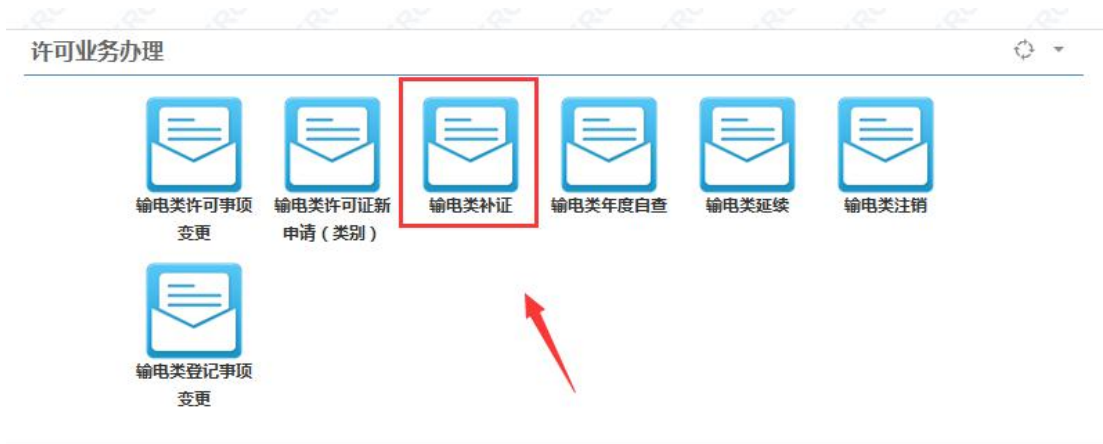 许可业务办理
输电类许可事项
变更
输电类许可证新
申请（类别）
输电类补证
输电类年度自查
输电类延续
输电类注销
输电类登记事项
变更